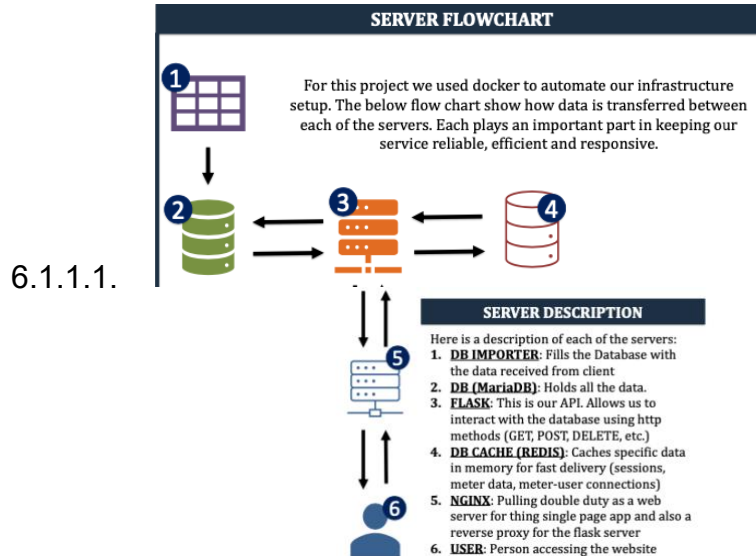 SERVER FLOWCHART
1
For this project we used docker to automate our infrastructure
setup. The below flow chart show how data is transferred between
each of the servers. Each plays an important part in keeping our
service reliable, efficient and responsive.
2
3
4
6.1.1.1.
5
6
SERVER DESCRIPTION
Here is a description of each of the servers:
1. DB IMPORTER: Fills the Database with
the data received from client
2. DB (MariaDB): Holds all the data.
3. FLASK: This is our API. Allows us to
interact with the database using http
methods (GET, POST, DELETE, etc.)
4. DB CACHE (REDIS): Caches specific data
in memory for fast delivery (sessions,
meter data, meter-user connections)
5. NGINX: Pulling double duty as a web
server for thing single page app and also a
reverse proxy for the flask server
6. USER: Person accessing the website